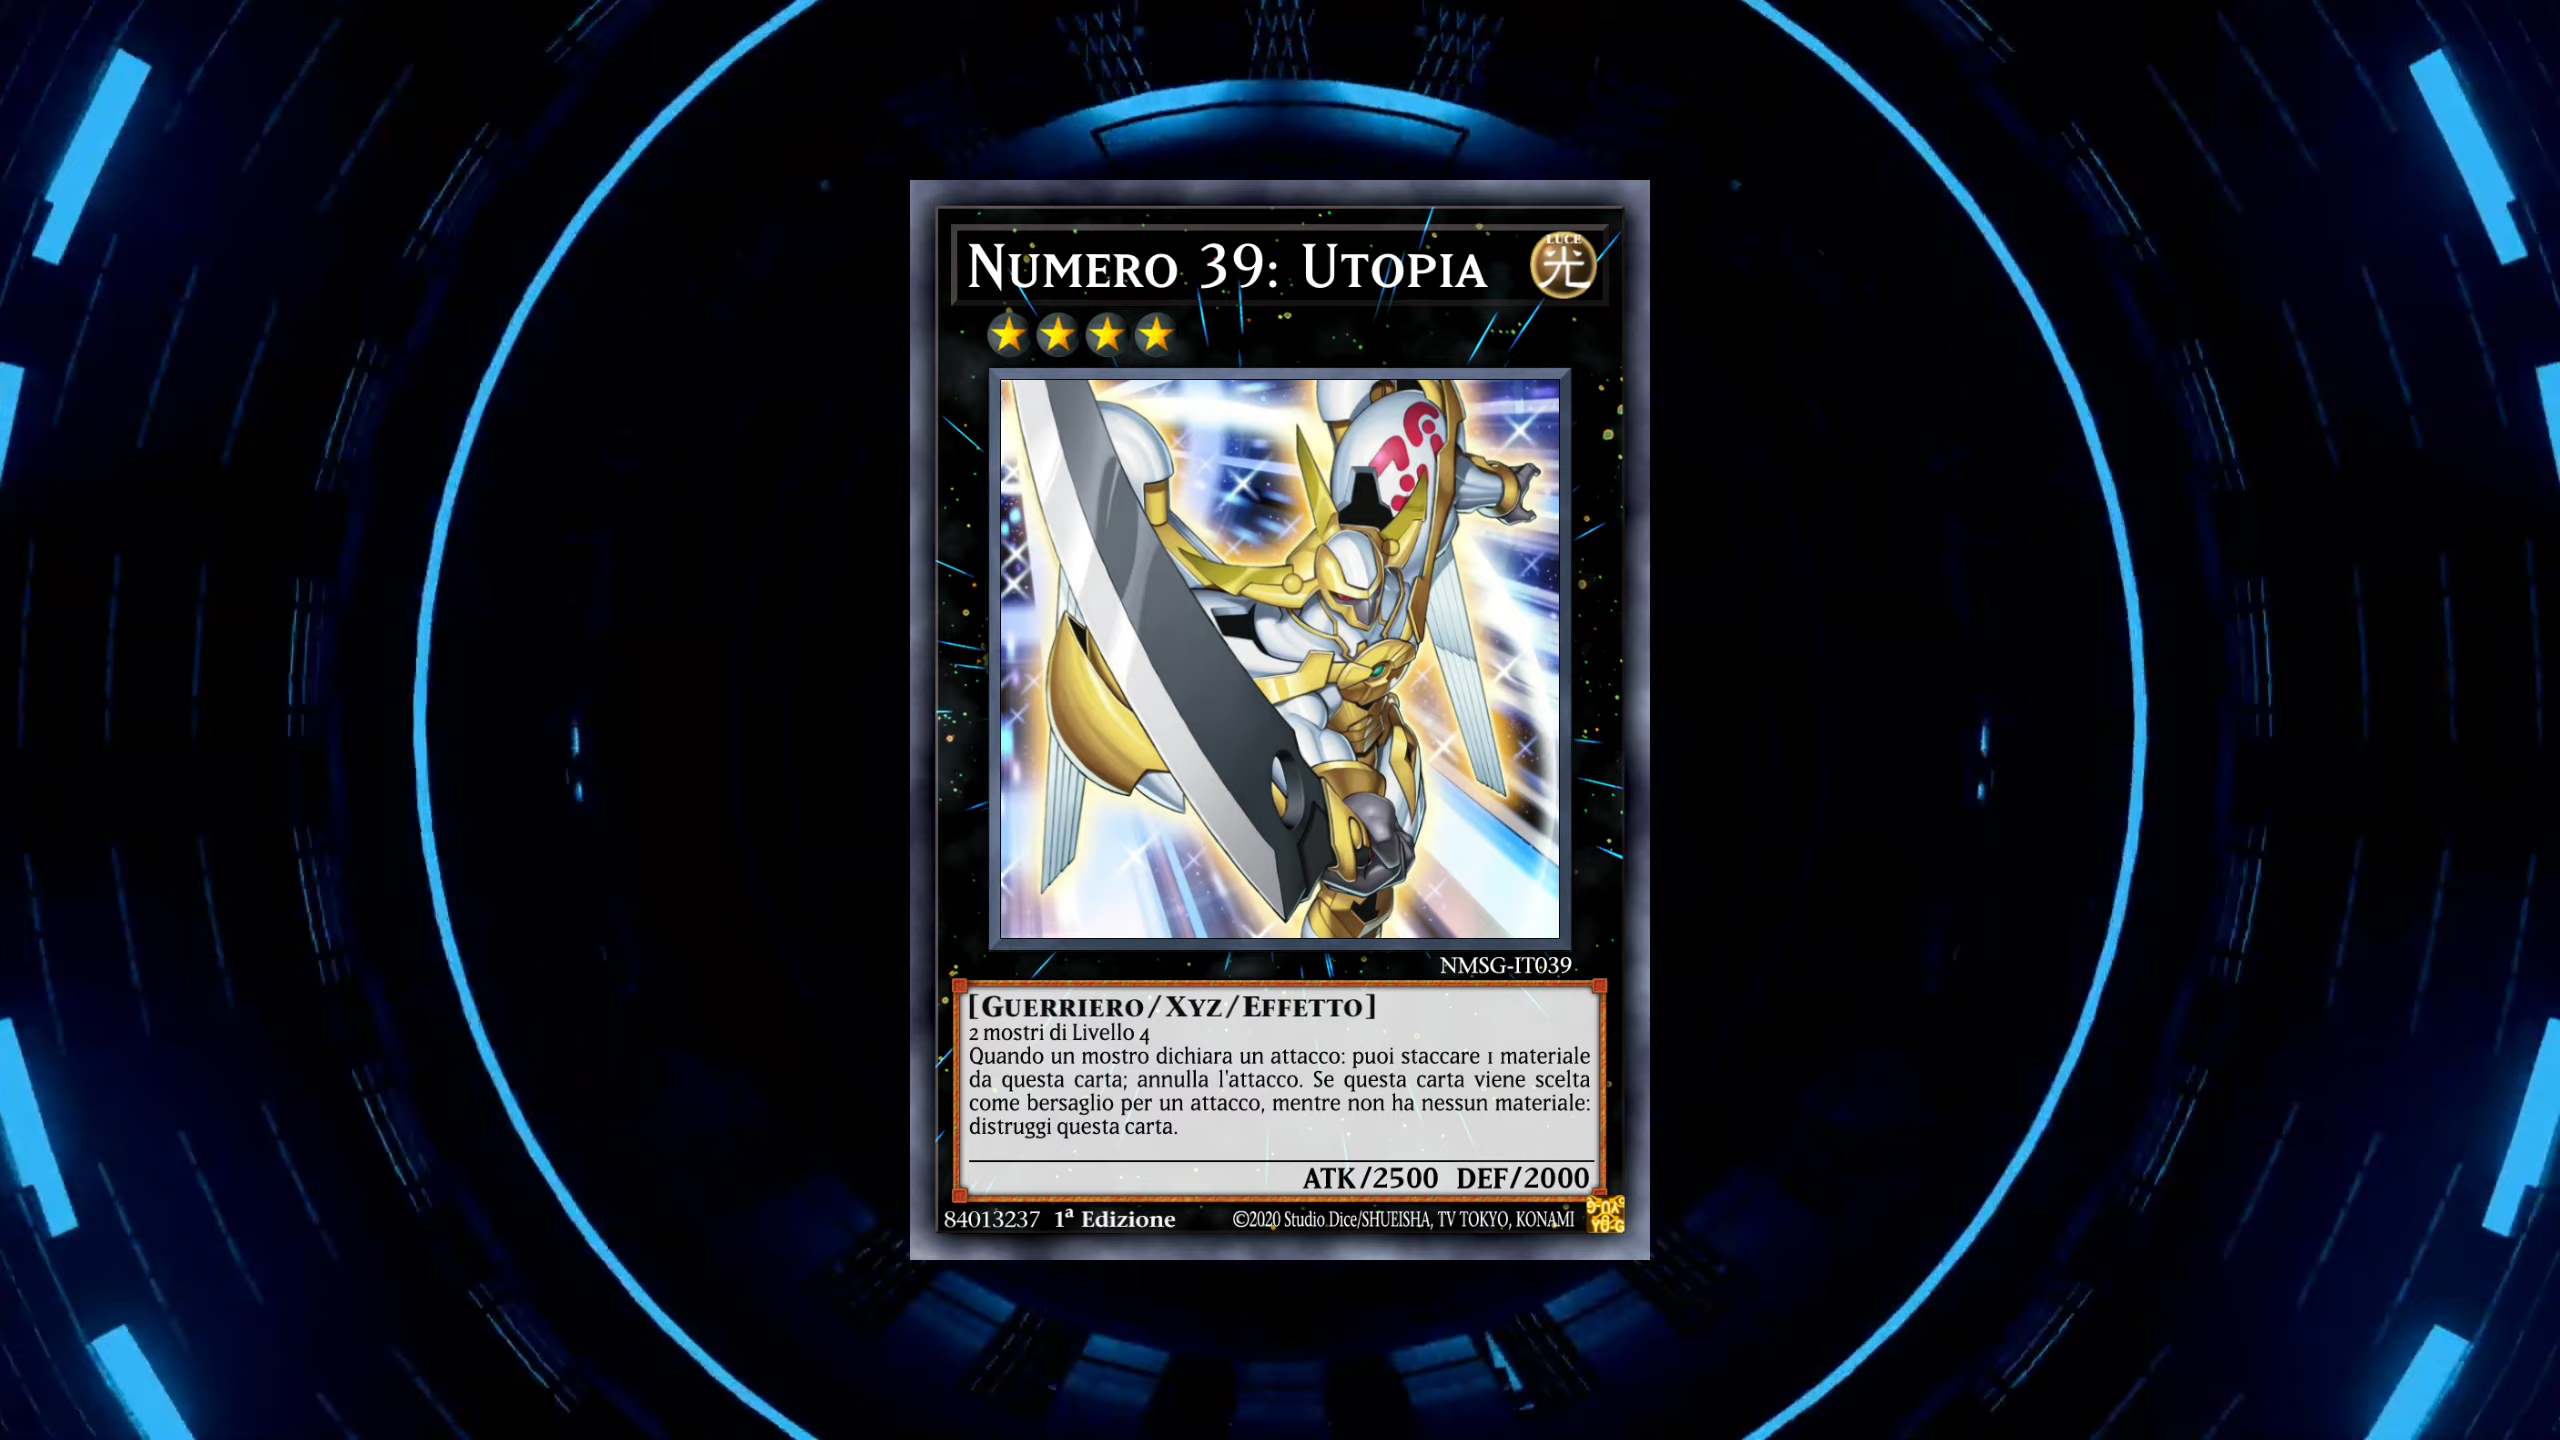 NUMERO 39: UTOPIA
LUCE
光
NMSG-IT039
[GUERRIERO/XYZ/EFFETTO]
2 mostri di Livello 4
Quando un mostro dichiara un attacco: puoi staccare 1 materiale
da questa carta; annulla l'attacco. Se questa carta viene scelta
come bersaglio per un attacco, mentre non ha nessun materiale:
distruggi questa carta.
ATK/2500 DEF/2000
84013237 1ª Edizione ©2020 Studio Dice/SHUEISHA, TV TOKYO, KONAMI